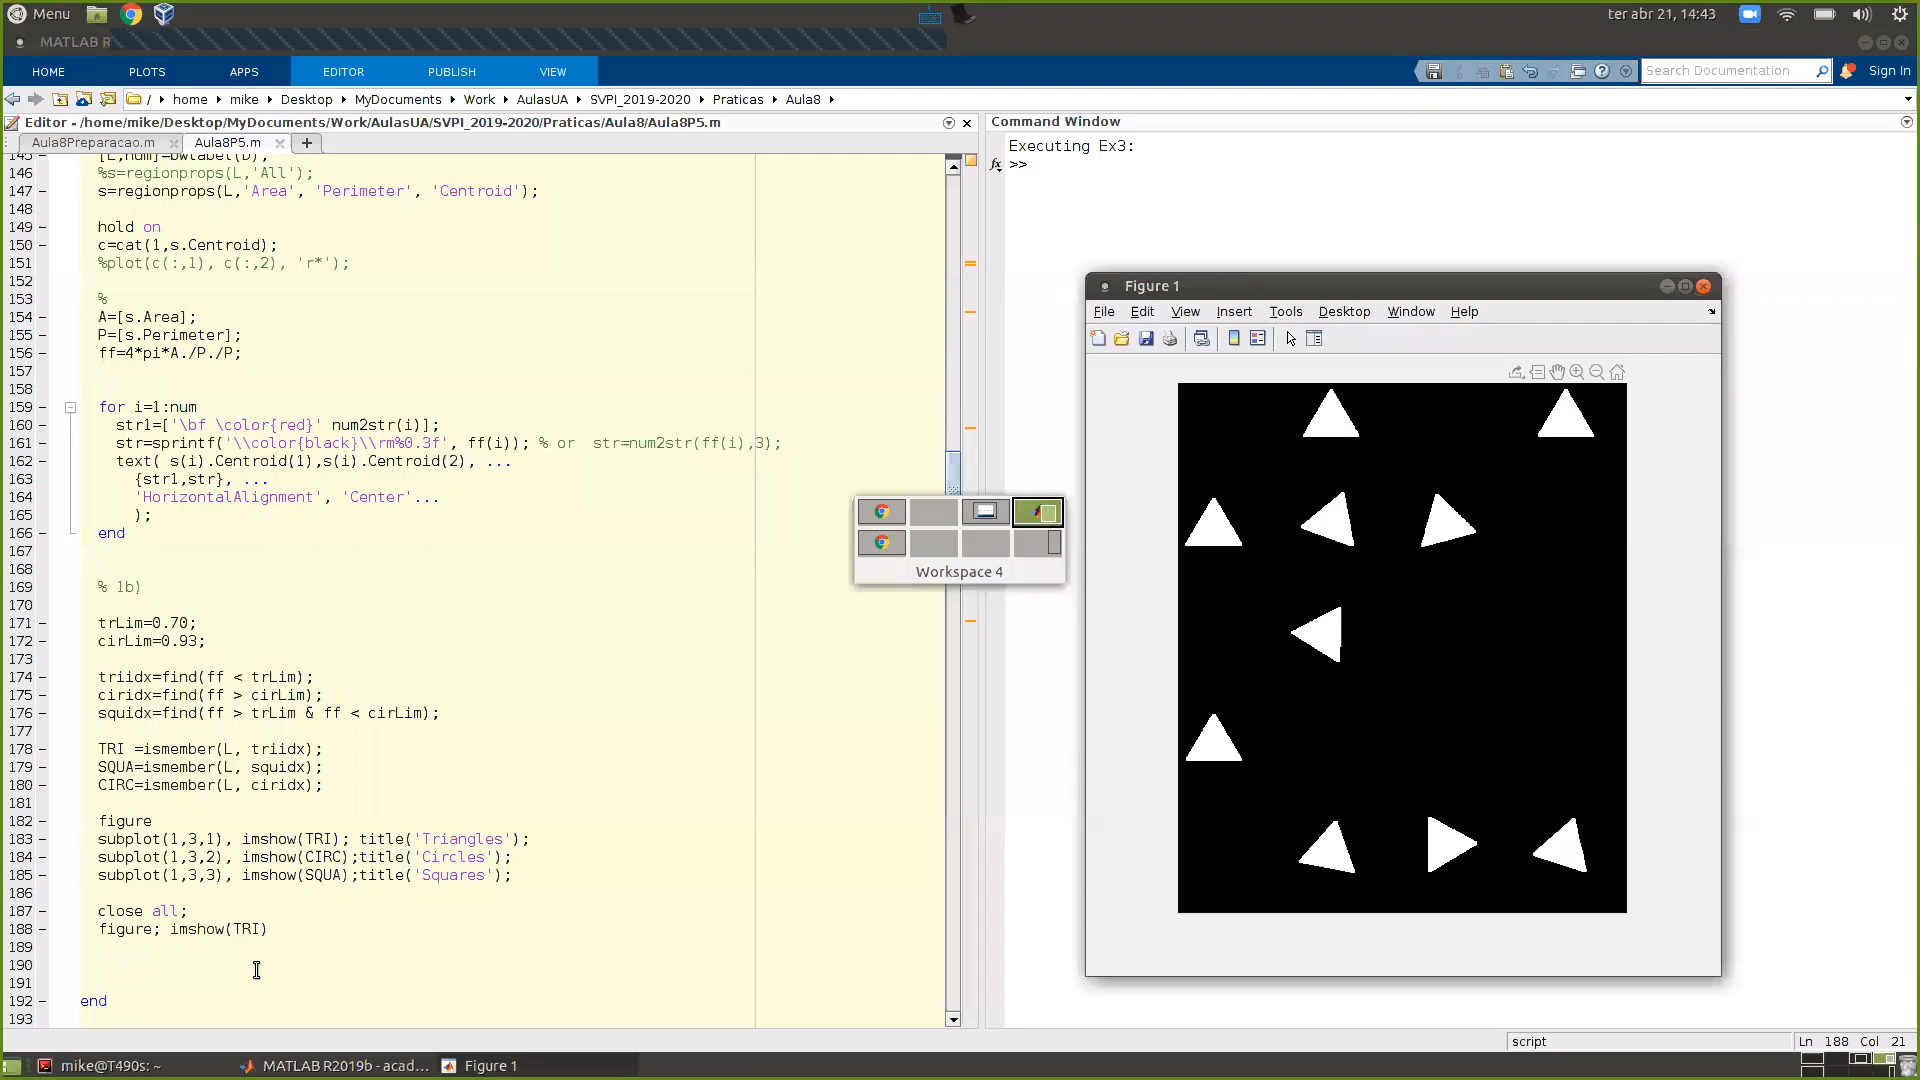 Menu
ter abr 21, 14:43
MATLAB R
HOME PLOTS APPS EDITOR PUBLISH VIEW
Search Documentation
Sign In
/ home mike Desktop MyDocuments Work AulasUA SVPI_2019-2020 Praticas Aula8
Editor - /home/mike/Desktop/MyDocuments/Work/AulasUA/SVPI_2019-2020/Praticas/Aula8/Aula8P5.m
Aula8Preparacao.m
Aula8P5.m
145 [L,num]=bwlabel(D);
146 %s=regionprops(L,'All');
147 s=regionprops(L,'Area', 'Perimeter', 'Centroid');
148
149 hold on
150 c=cat(1,s.Centroid);
151 %plot(c(:,1), c(:,2), 'r*');
152
153 %
154 A=[s.Area];
155 P=[s.Perimeter];
156 ff=4*pi*A./P./P;
157
158
159 for i=1:num
160 str1=['\bf \color{red}' num2str(i)];
161 str=sprintf('\\color{black}\\rm%0.3f', ff(i)); % or  str=num2str(ff(i),3);
162 text( s(i).Centroid(1),s(i).Centroid(2), ...
163 {str1,str}, ...
164 'HorizontalAlignment', 'Center'...
165 );
166 end
167
168
169 % 1b)
170
171 trLim=0.70;
172 cirLim=0.93;
173
174 triidx=find(ff < trLim);
175 ciridx=find(ff > cirLim);
176 squidx=find(ff > trLim & ff < cirLim);
177
178 TRI =ismember(L, triidx);
179 SQUA=ismember(L, squidx);
180 CIRC=ismember(L, ciridx);
181
182 figure
183 subplot(1,3,1), imshow(TRI); title('Triangles');
184 subplot(1,3,2), imshow(CIRC);title('Circles');
185 subplot(1,3,3), imshow(SQUA);title('Squares');
186
187 close all;
188 figure; imshow(TRI)
189
190
191
192 end
193
Command Window
Executing Ex3:
fx >>
Figure 1
File Edit View Insert Tools Desktop Window Help
Workspace 4
script
Ln 188 Col 21
mike@T490s: ~
MATLAB R2019b - acad...
Figure 1